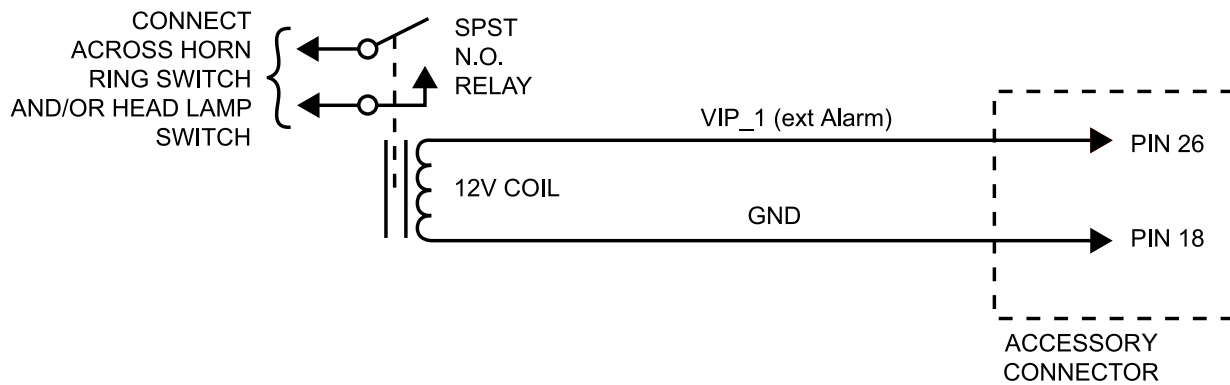 CONNECT
ACROSS HORN
RING SWITCH
AND/OR HEAD LAMP
SWITCH
SPST
N.O.
RELAY
VIP_1 (ext Alarm)
PIN 26
12V COIL
GND
PIN 18
ACCESSORY
CONNECTOR